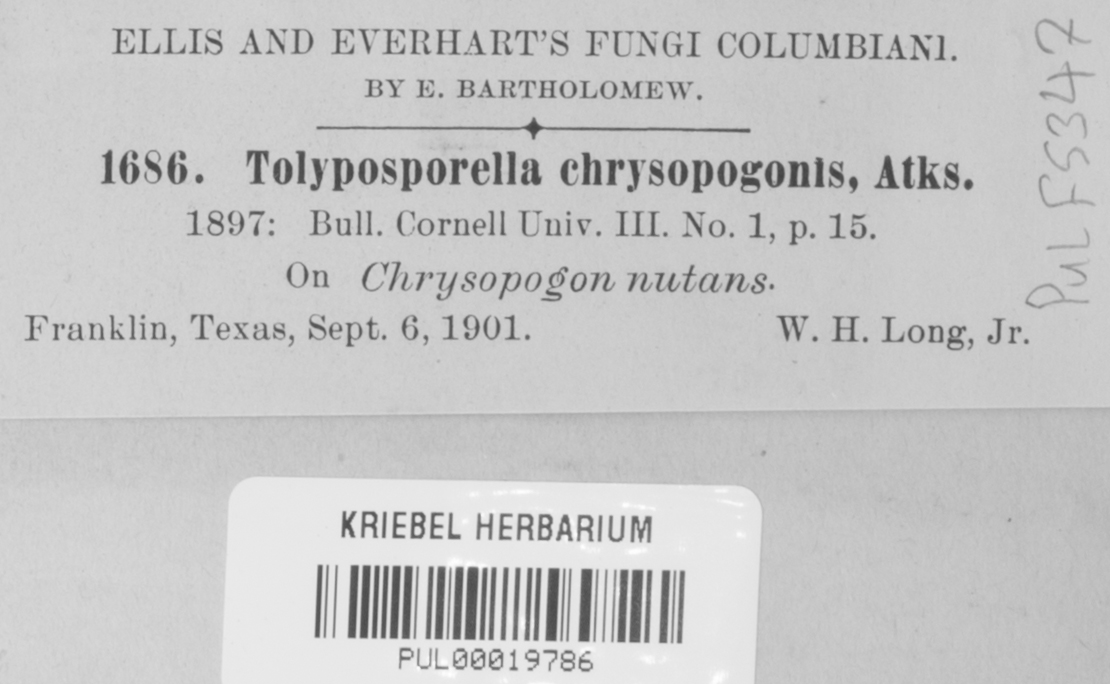 ELLIS AND EVERHART'S FUNGI COLUMBIANI.
BY E. BARTHOLOMEW.
1686. Tolyposporella chrysopogonis, Atks.
1897: Bull. Cornell Univ. III. No. 1, p. 15.
On Chrysopogon nutans.
Franklin, Texas, Sept. 6, 1901. W. H. Long, Jr.
PUL F5347
KRIEBEL HERBARIUM
PUL00019786